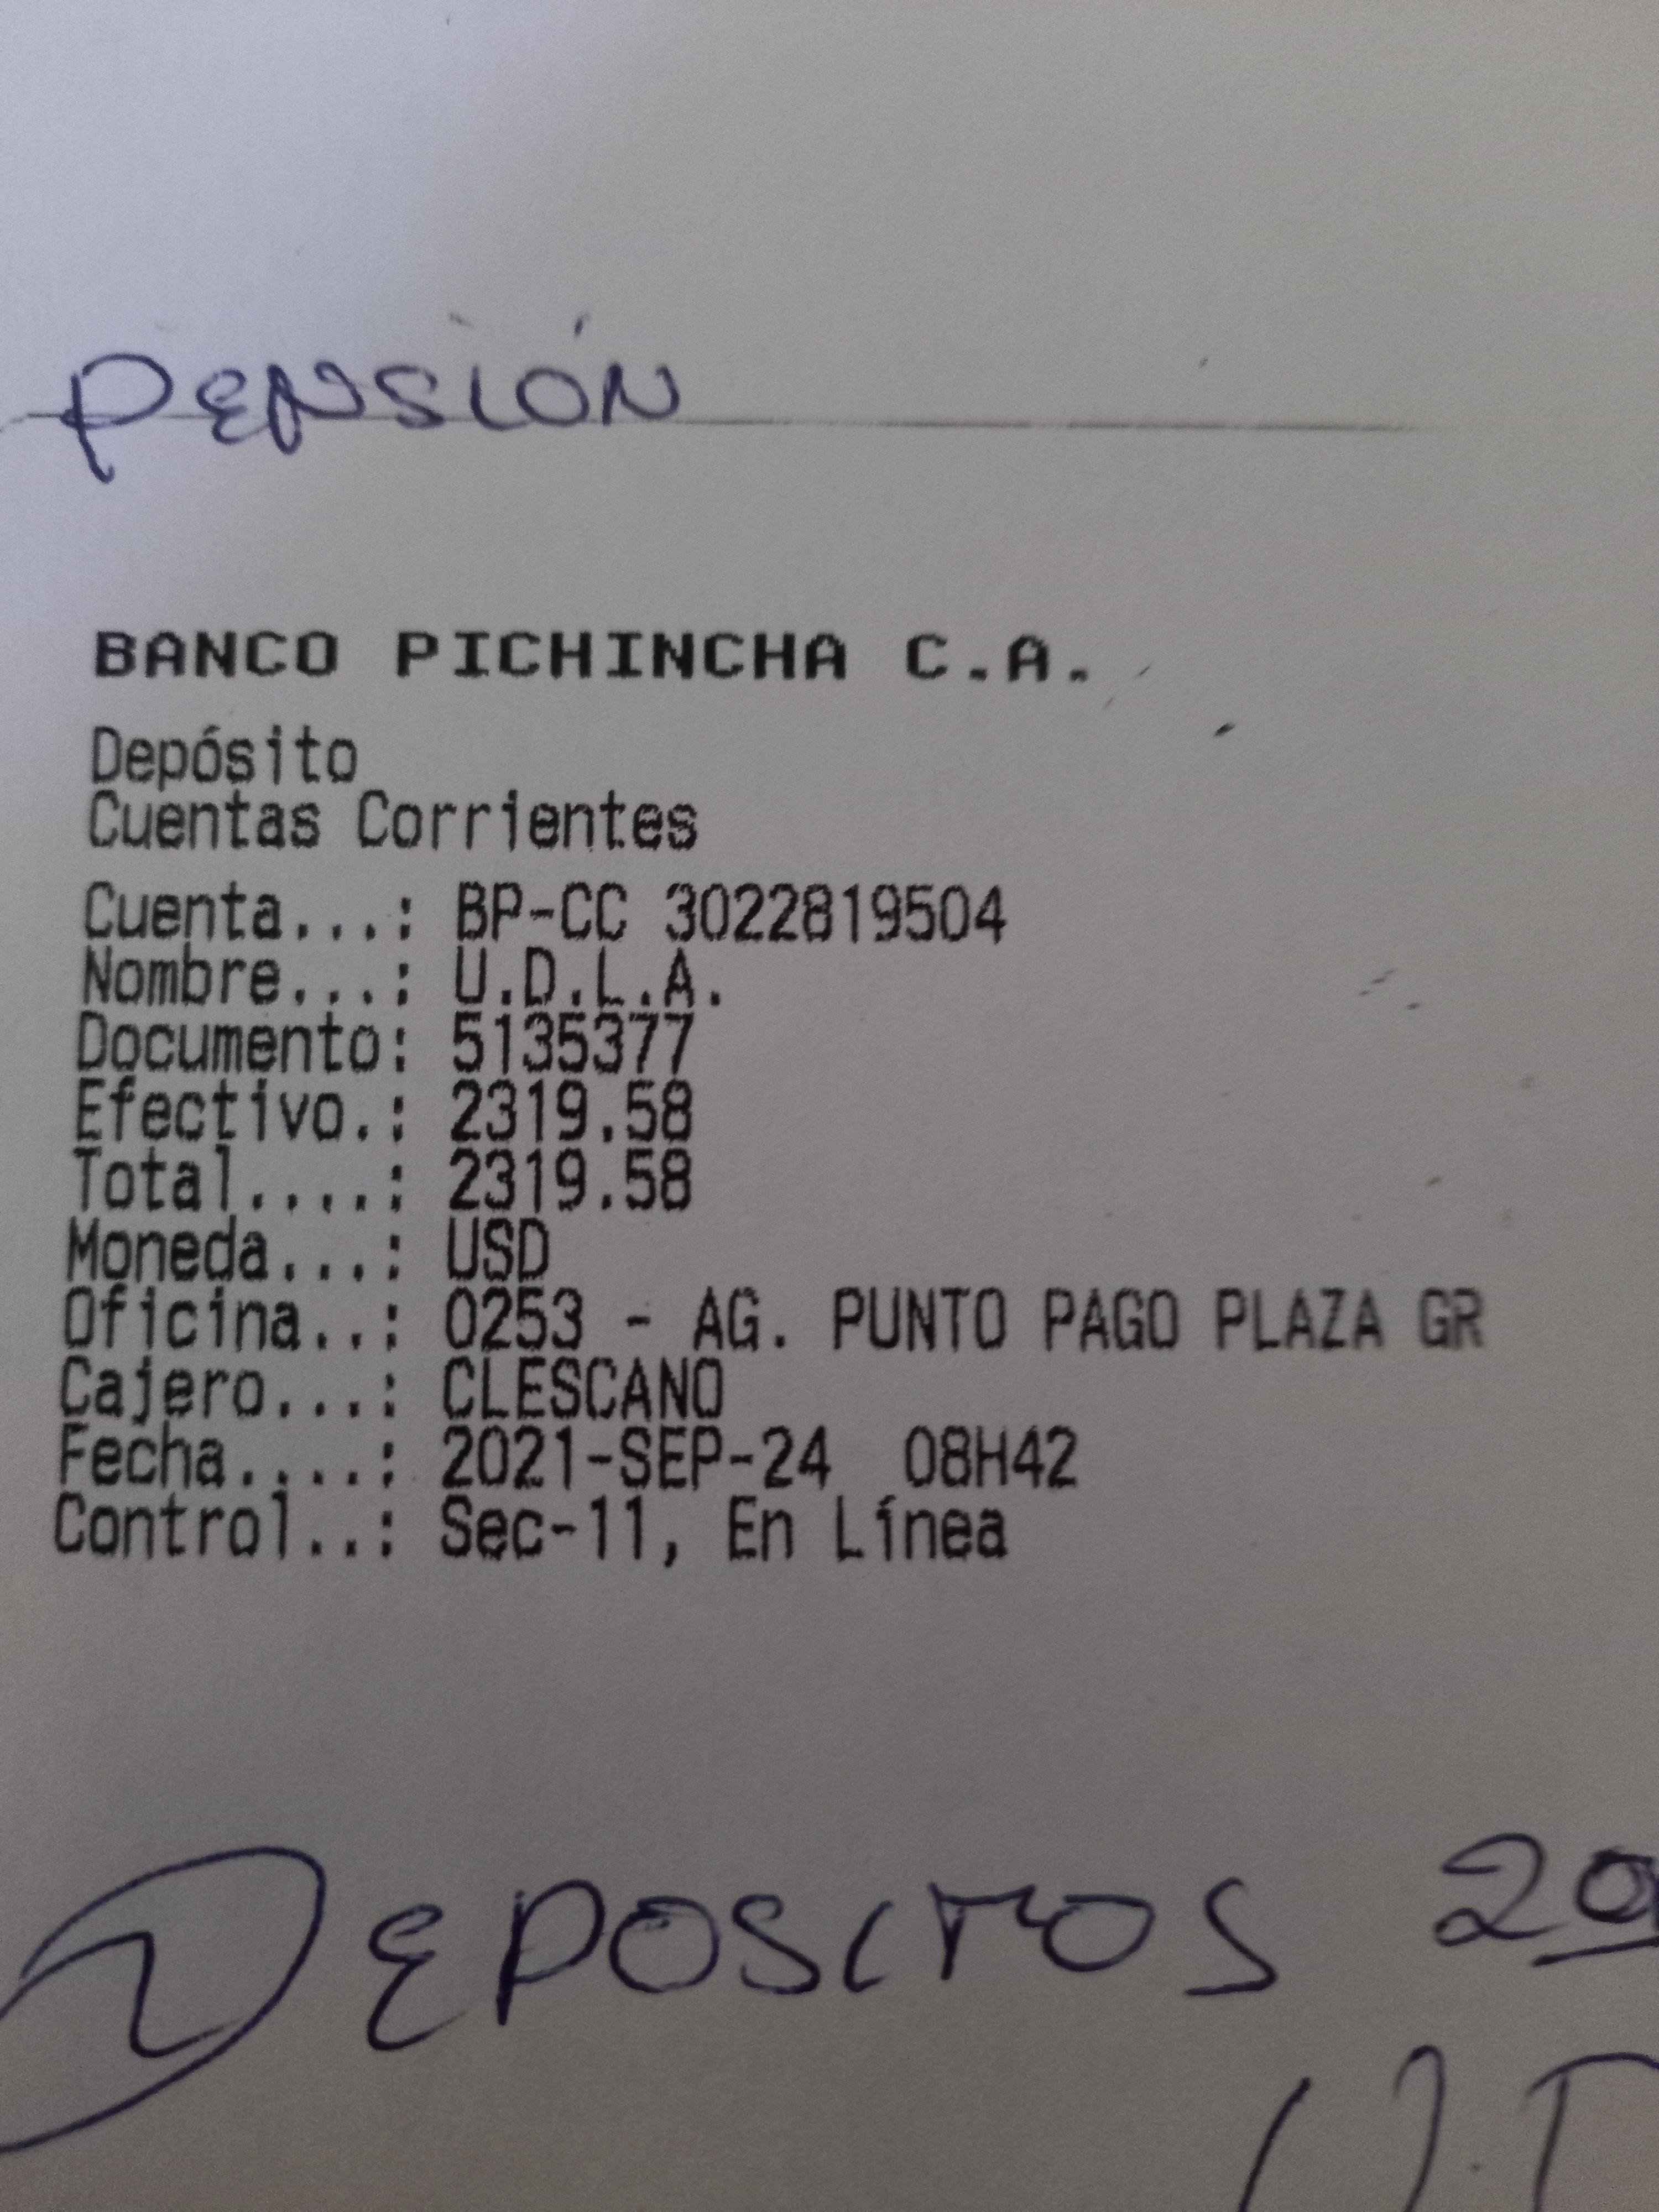 PENSIÓN
BANCO PICHINCHA C.A.
Depósito
Cuentas Corrientes
Cuenta...: BP-CC 3022819504
Nombre...: U.D.L.A.
Documento: 5135377
Efectivo.: 2319.58
Total....: 2319.58
Moneda...: USD
Oficina..: 0253 - AG. PUNTO PAGO PLAZA GR
Cajero...: CLESCANO
Fecha....: 2021-SEP-24  08H42
Control..: Sec-11, En Línea
DEPOSITOS